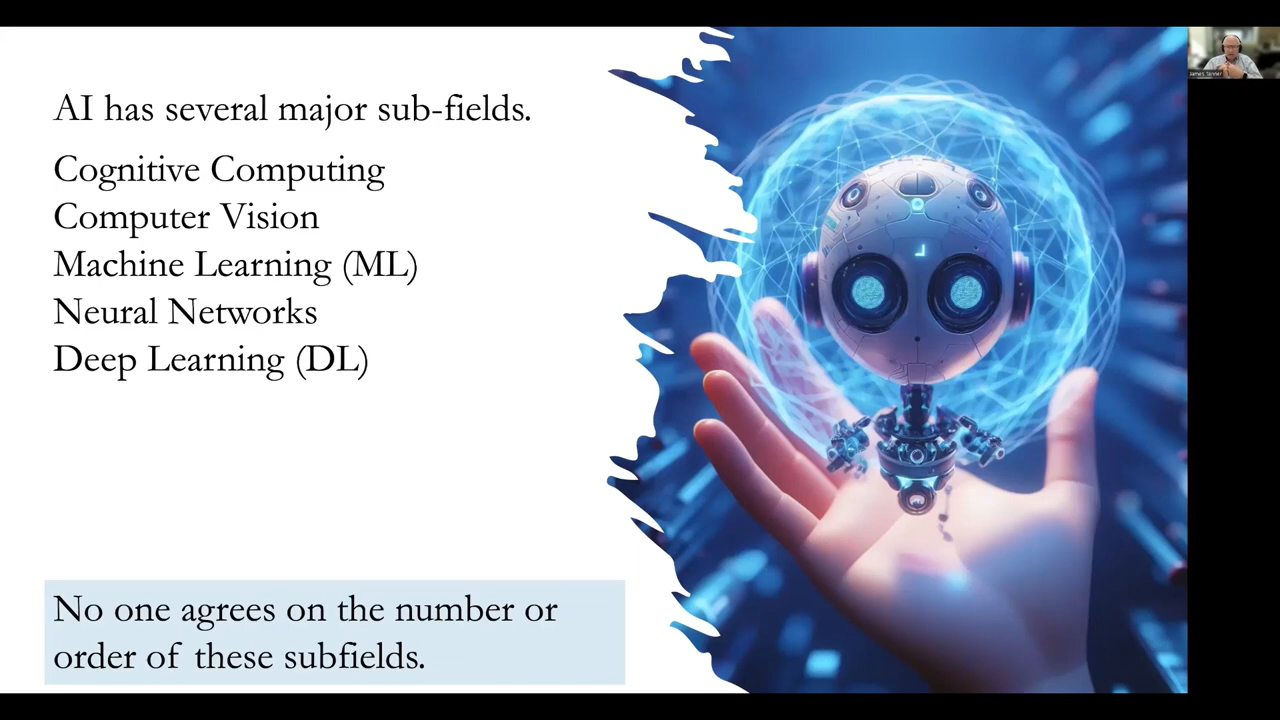 AI has several major sub-fields.
Cognitive Computing
Computer Vision
Machine Learning (ML)
Neural Networks
Deep Learning (DL)
No one agrees on the number or
order of these subfields.